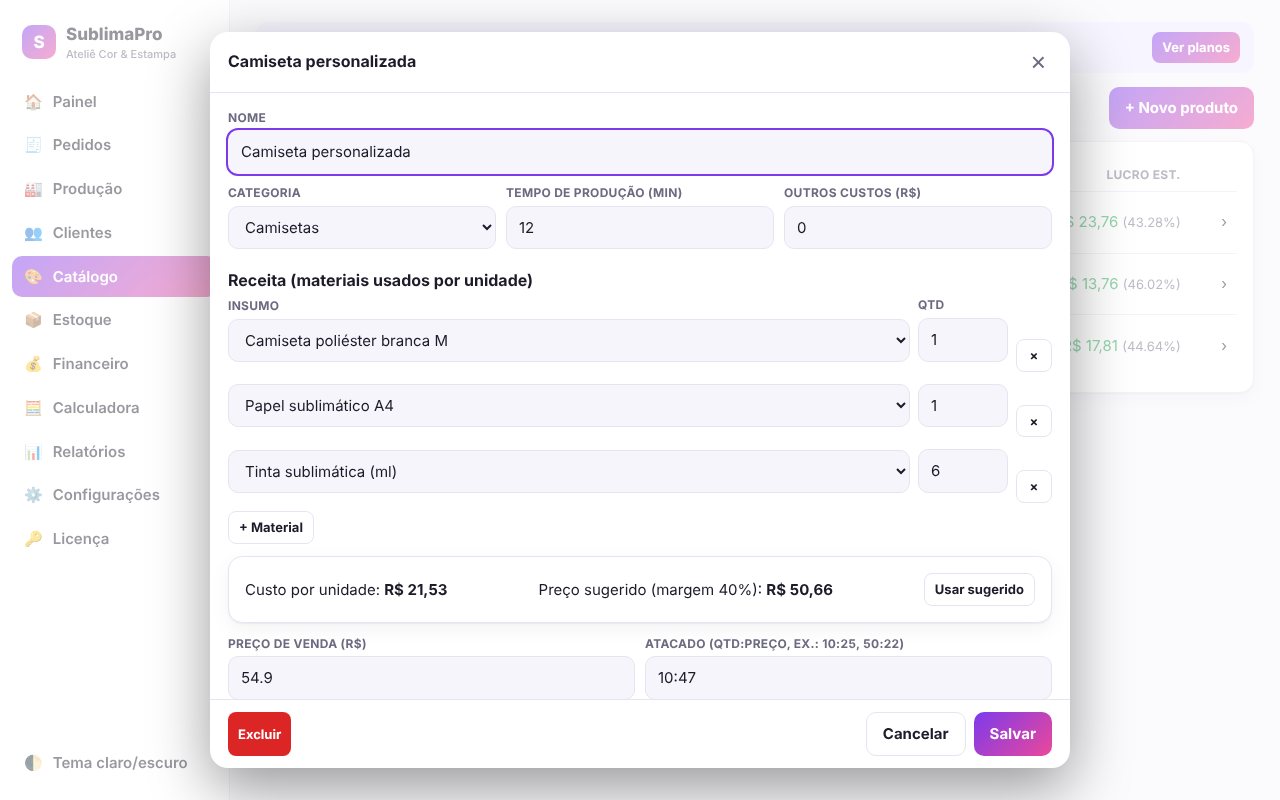 S
SublimaPro
Ateliê Cor & Estampa
Painel
Pedidos
Produção
Clientes
Catálogo
Estoque
Financeiro
Calculadora
Relatórios
Configurações
Licença
Tema claro/escuro
Ver planos
+ Novo produto
LUCRO EST.
23,76 (43.28%) ›
$ 13,76 (46.02%) ›
$ 17,81 (44.64%) ›
Camiseta personalizada ✕
NOME
Camiseta personalizada
CATEGORIA TEMPO DE PRODUÇÃO (MIN) OUTROS CUSTOS (R$)
Camisetas 12 0
Receita (materiais usados por unidade)
INSUMO QTD
Camiseta poliéster branca M 1 ×
Papel sublimático A4 1 ×
Tinta sublimática (ml) 6 ×
+ Material
Custo por unidade: R$ 21,53 Preço sugerido (margem 40%): R$ 50,66 Usar sugerido
PREÇO DE VENDA (R$) ATACADO (QTD:PREÇO, EX.: 10:25, 50:22)
54.9 10:47
Excluir Cancelar Salvar